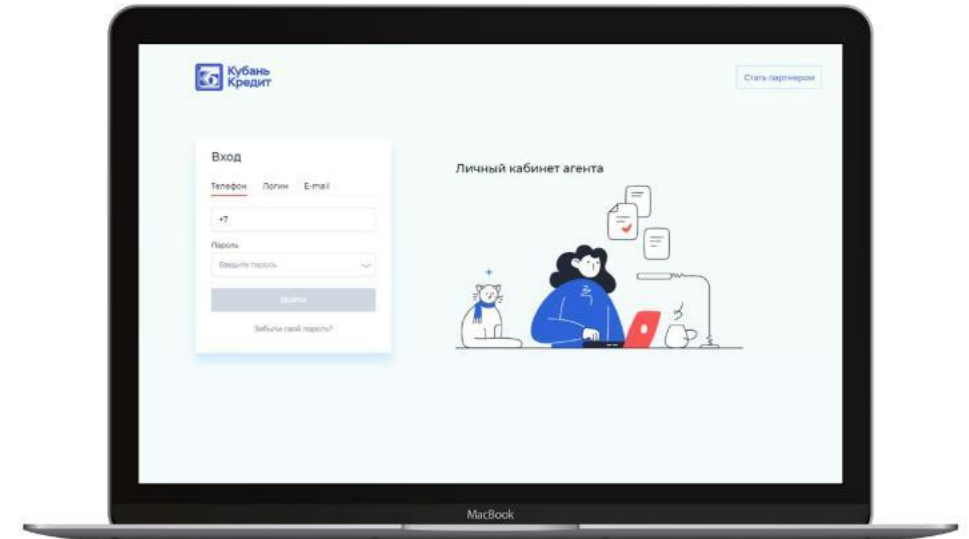 Кубань
Кредит
Стать партнером
Вход
Телефон Логин E-mail
+7
Пароль
Введите пароль
Войти
Забыли свой пароль?
Личный кабинет агента
MacBook